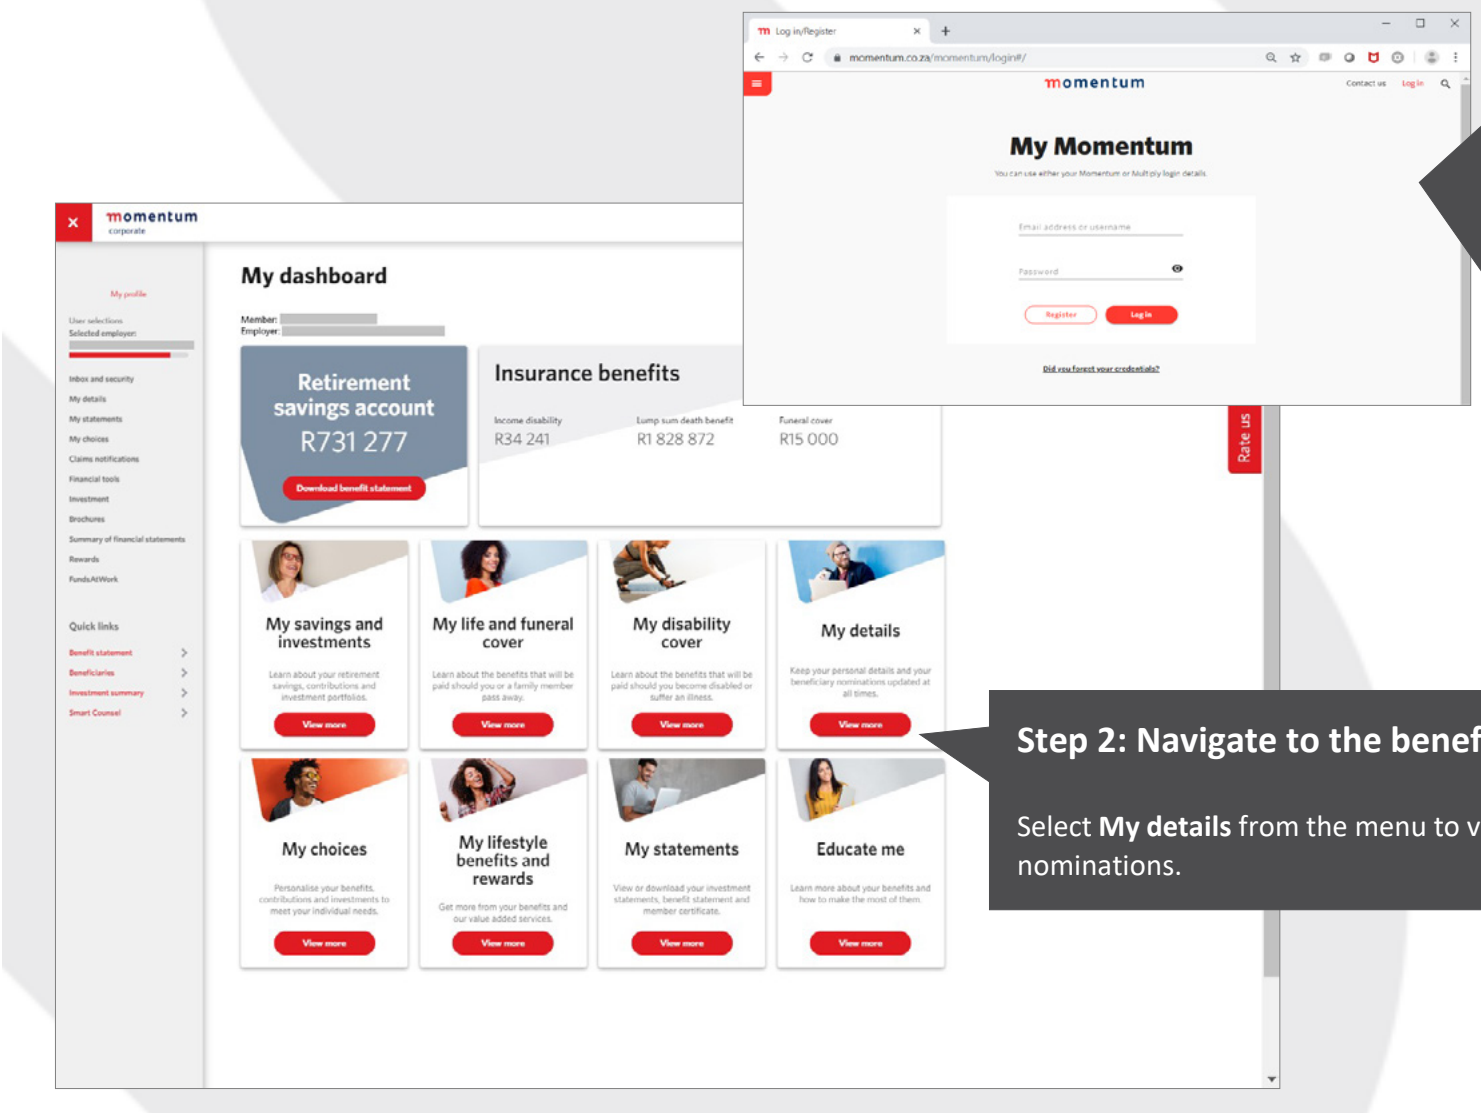 Log in/Register
momentum.co.za/momentum/login#/
momentum
Contact us
Log in
My Momentum
You can use either your Momentum or Multiply login details.
Email address or username
Password
Register
Log in
Did you forget your credentials?
momentum
corporate
My profile
User selections
Selected employer:
Inbox and security
My details
My statements
My choices
Claims notifications
Financial tools
Investment
Brochures
Summary of financial statements
Rewards
FundsAtWork
Quick links
Benefit statement
Beneficiaries
Investment summary
Smart Counsel
My dashboard
Member:
Employer:
Retirement
savings account
R731 277
Download benefit statement
Insurance benefits
Income disability
R34 241
Lump sum death benefit
R1 828 872
Funeral cover
R15 000
Rate us
My savings and
investments
Learn about your retirement
savings, contributions and
investment portfolios.
View more
My life and funeral
cover
Learn about the benefits that will be
paid should you or a family member
pass away.
View more
My disability
cover
Learn about the benefits that will be
paid should you become disabled or
suffer an illness.
View more
My details
Keep your personal details and your
beneficiary nominations updated at
all times.
View more
My choices
Personalise your benefits,
contributions and investments to
meet your individual needs.
View more
My lifestyle
benefits and
rewards
Get more from your benefits and
our value added services.
View more
My statements
View or download your investment
statements, benefit statement and
member certificate.
View more
Educate me
Learn more about your benefits and
how to make the most of them.
View more
Step 2: Navigate to the benef
Select My details from the menu to v
nominations.